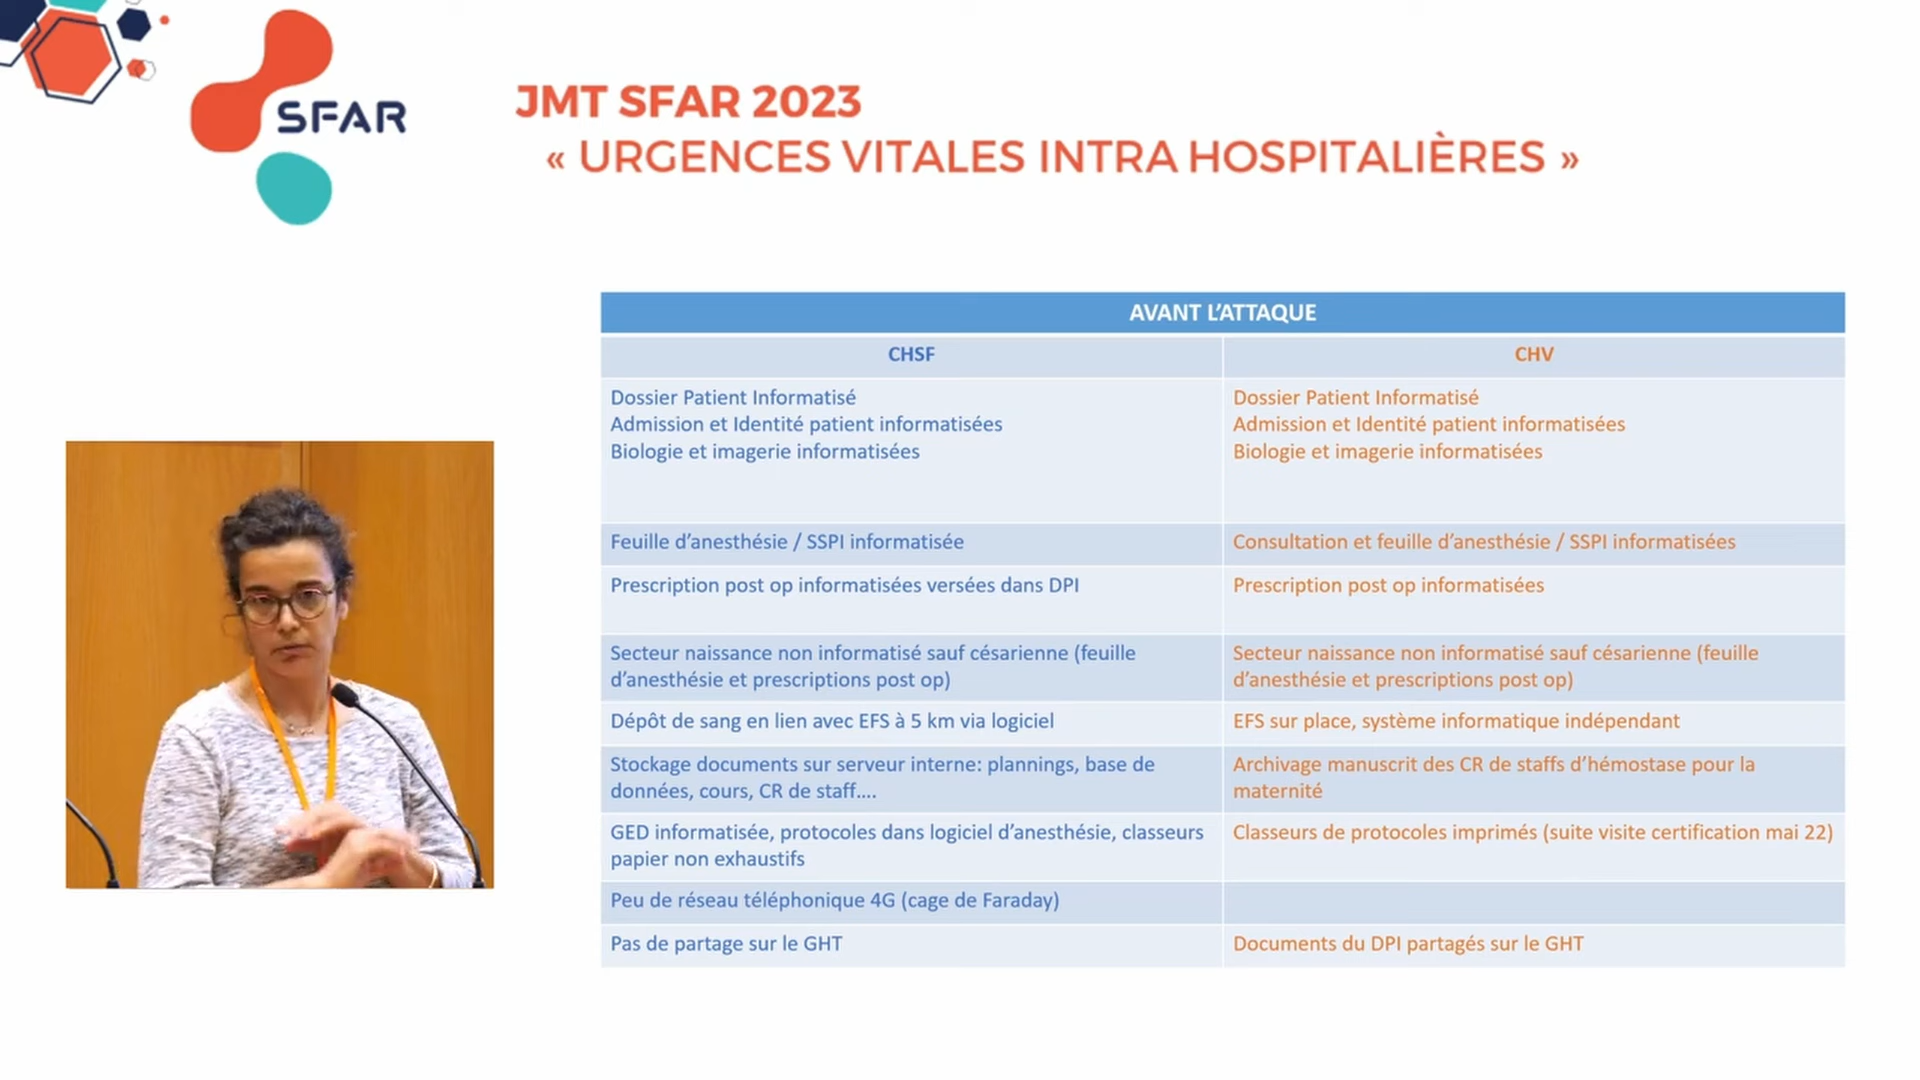 SFAR
JMT SFAR 2023
« URGENCES VITALES INTRA HOSPITALIÈRES »
AVANT L’ATTAQUE
CHSF
CHV
Dossier Patient Informatisé
Admission et Identité patient informatisées
Biologie et imagerie informatisées
Dossier Patient Informatisé
Admission et Identité patient informatisées
Biologie et imagerie informatisées
Feuille d’anesthésie / SSPI informatisée
Consultation et feuille d’anesthésie / SSPI informatisées
Prescription post op informatisées versées dans DPI
Prescription post op informatisées
Secteur naissance non informatisé sauf césarienne (feuille
d’anesthésie et prescriptions post op)
Secteur naissance non informatisé sauf césarienne (feuille
d’anesthésie et prescriptions post op)
Dépôt de sang en lien avec EFS à 5 km via logiciel
EFS sur place, système informatique indépendant
Stockage documents sur serveur interne: plannings, base de
données, cours, CR de staff….
Archivage manuscrit des CR de staffs d’hémostase pour la
maternité
GED informatisée, protocoles dans logiciel d’anesthésie, classeurs
papier non exhaustifs
Classeurs de protocoles imprimés (suite visite certification mai 22)
Peu de réseau téléphonique 4G (cage de Faraday)
Pas de partage sur le GHT
Documents du DPI partagés sur le GHT